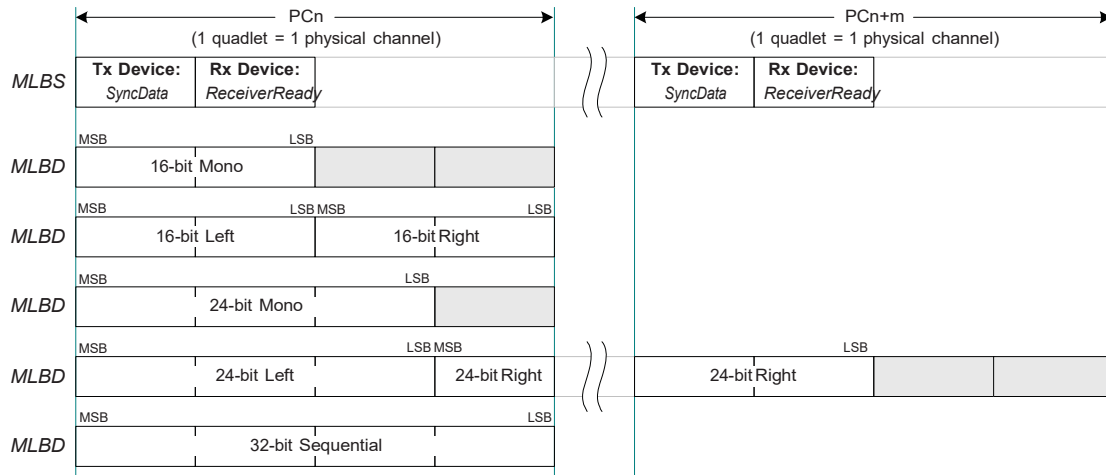 PCn
(1 quadlet = 1 physical channel)
PCn+m
(1 quadlet = 1 physical channel)
MLBS
Tx Device:
SyncData
Rx Device:
ReceiverReady
Tx Device:
SyncData
Rx Device:
ReceiverReady
MSB LSB
MLBD 16-bit Mono
MSB LSB MSB LSB
MLBD 16-bit Left 16-bit Right
MSB LSB
MLBD 24-bit Mono
MSB LSB MSB LSB
MLBD 24-bit Left 24-bit Right 24-bit Right
MSB LSB
MLBD 32-bit Sequential